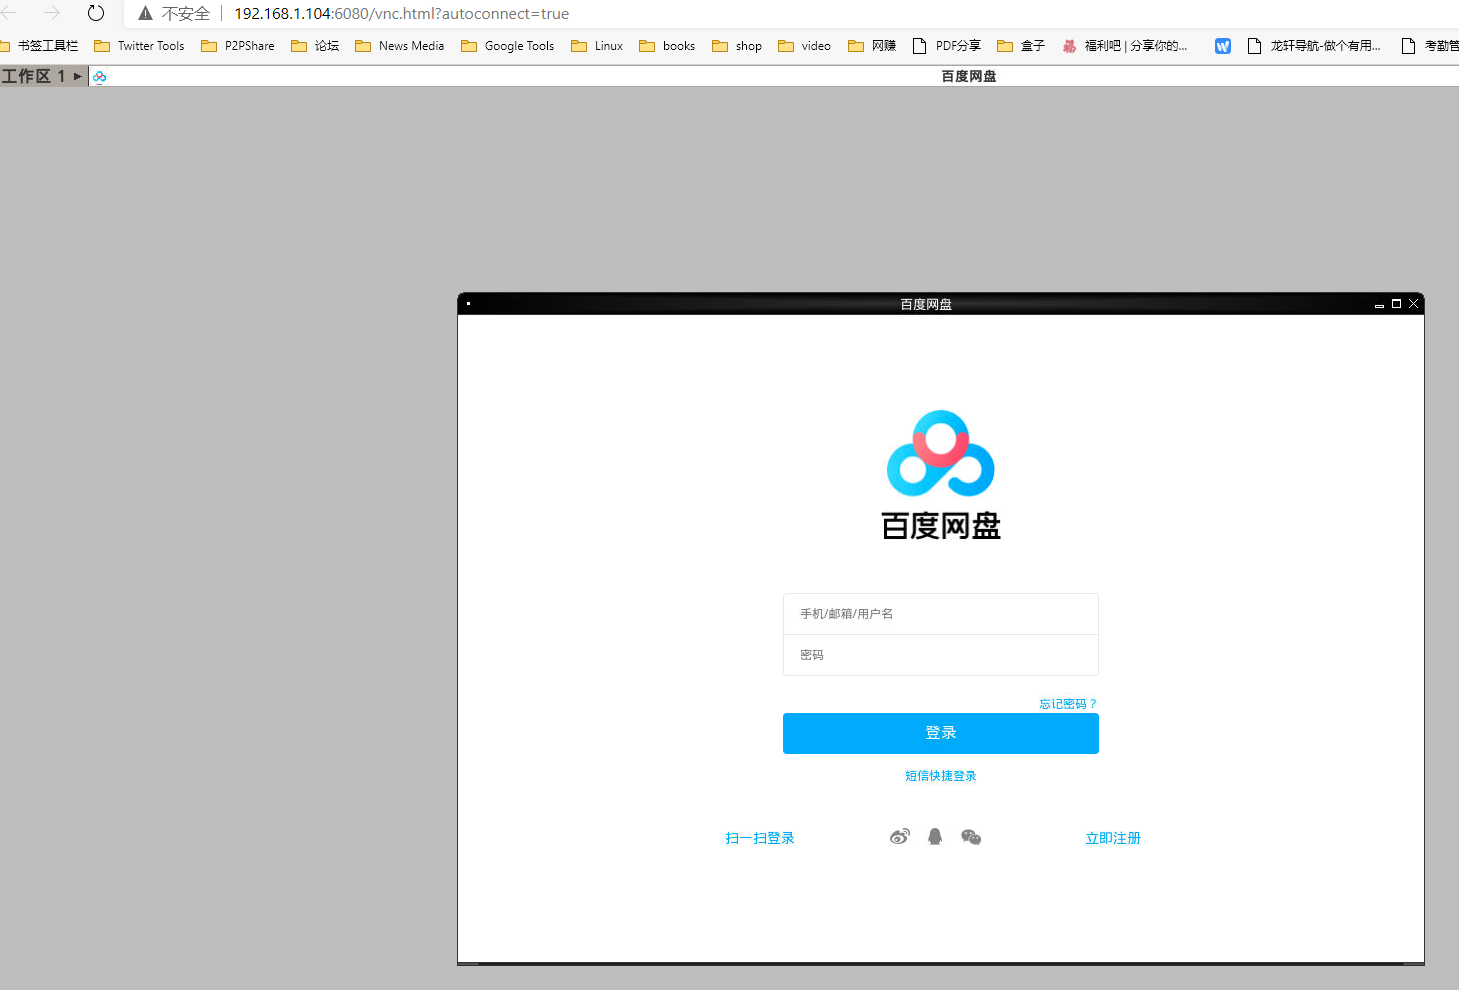 不安全 | 192.168.1.104:6080/vnc.html?autoconnect=true
书签工具栏 Twitter Tools P2PShare 论坛 News Media Google Tools Linux books shop video 网赚 PDF分享 盒子 福利吧 | 分享你的... 龙轩导航-做个有用... 考勤管
工作区 1 百度网盘
百度网盘
百度网盘
手机/邮箱/用户名
密码
忘记密码？
登录
短信快捷登录
扫一扫登录 立即注册